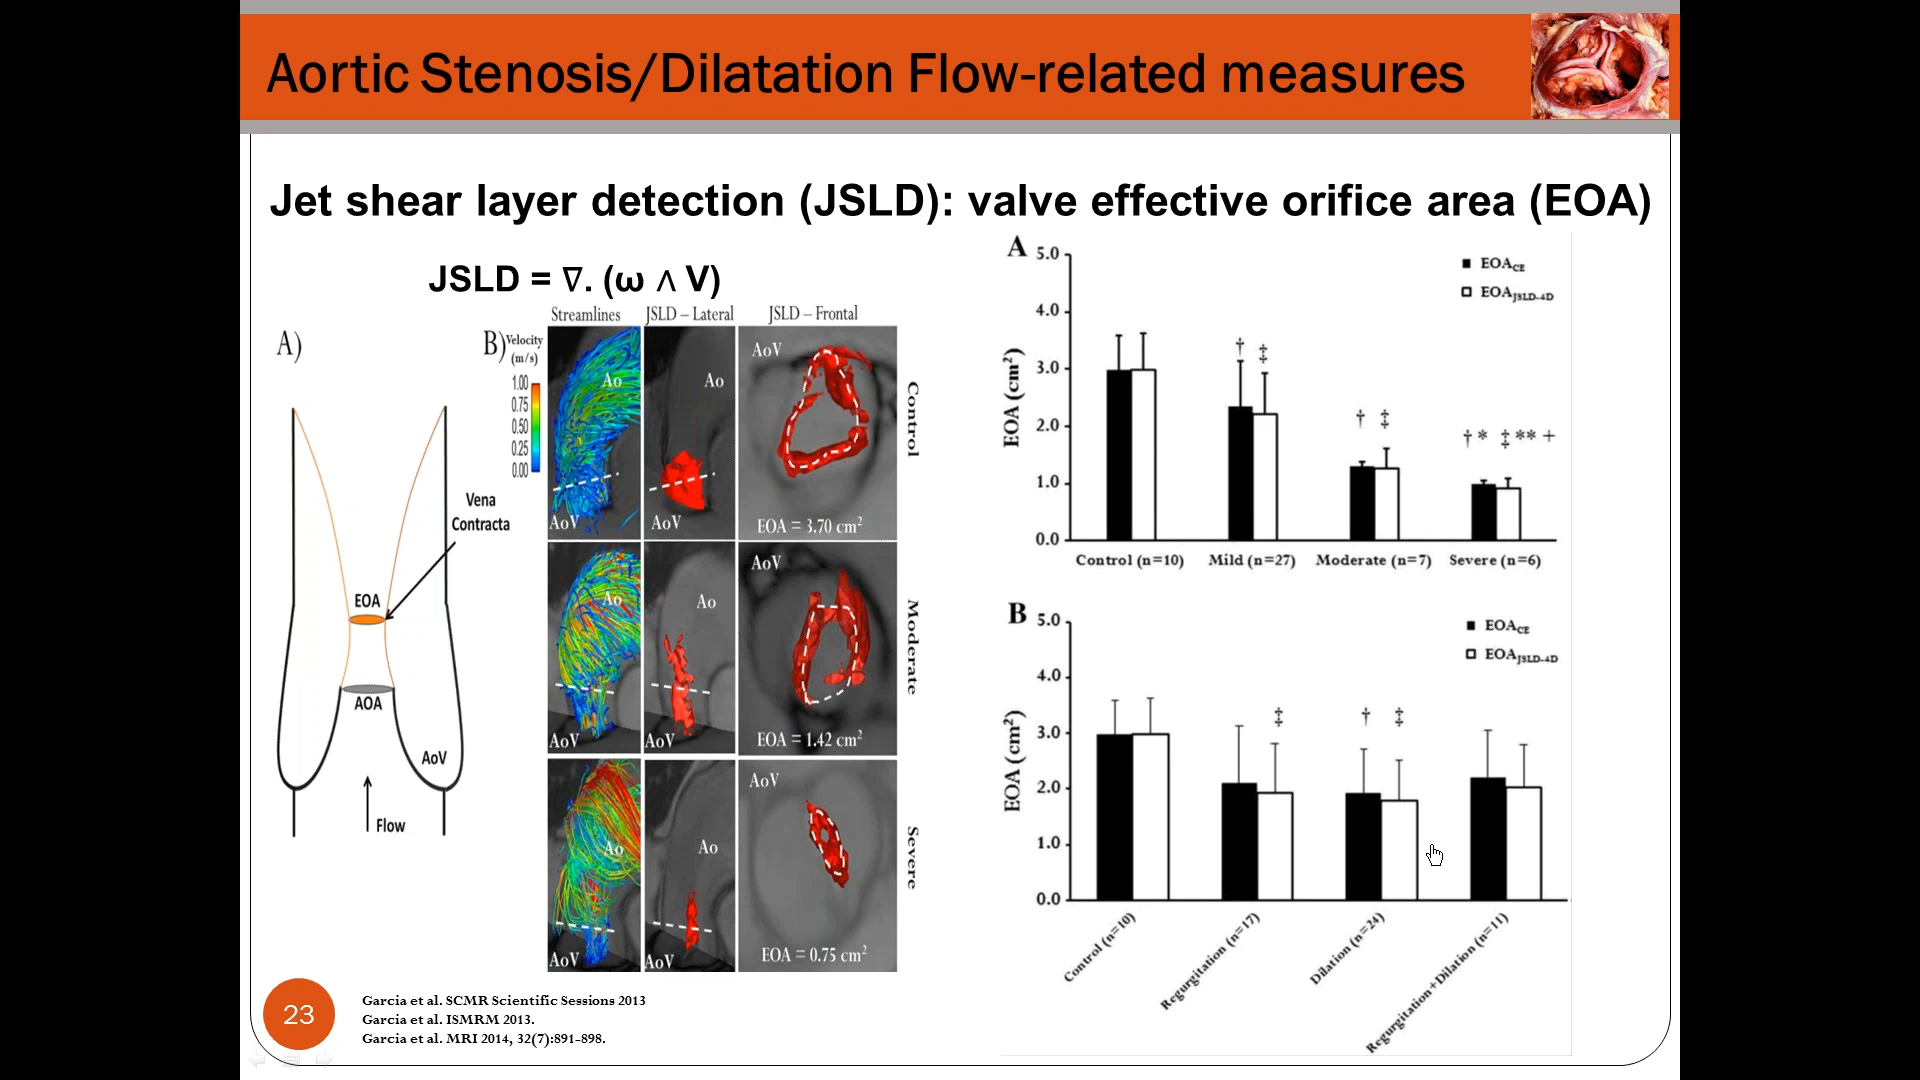 Aortic Stenosis/Dilatation Flow-related measures
Jet shear layer detection (JSLD): valve effective orifice area (EOA)
JSLD = ∇. (ω ∧ V)
A)
Vena
Contracta
EOA
AOA
AoV
Flow
B)
Velocity
(m/s)
1.00
0.75
0.50
0.25
0.00
Streamlines
JSLD – Lateral
JSLD – Frontal
Ao
AoV
Ao
AoV
AoV
EOA = 3.70 cm²
Control
Ao
AoV
Ao
AoV
AoV
EOA = 1.42 cm²
Moderate
Ao
AoV
Ao
AoV
AoV
EOA = 0.75 cm²
Severe
A
EOA (cm²)
5.0
4.0
3.0
2.0
1.0
0.0
EOA_CE
EOA_JSLD-4D
† ‡
† ‡
† * ‡ ** +
Control (n=10)
Mild (n=27)
Moderate (n=7)
Severe (n=6)
B
EOA (cm²)
5.0
4.0
3.0
2.0
1.0
0.0
EOA_CE
EOA_JSLD-4D
‡
† ‡
Control (n=10)
Regurgitation (n=17)
Dilation (n=24)
Regurgitation+Dilation (n=11)
23
Garcia et al. SCMR Scientific Sessions 2013
Garcia et al. ISMRM 2013.
Garcia et al. MRI 2014, 32(7):891-898.